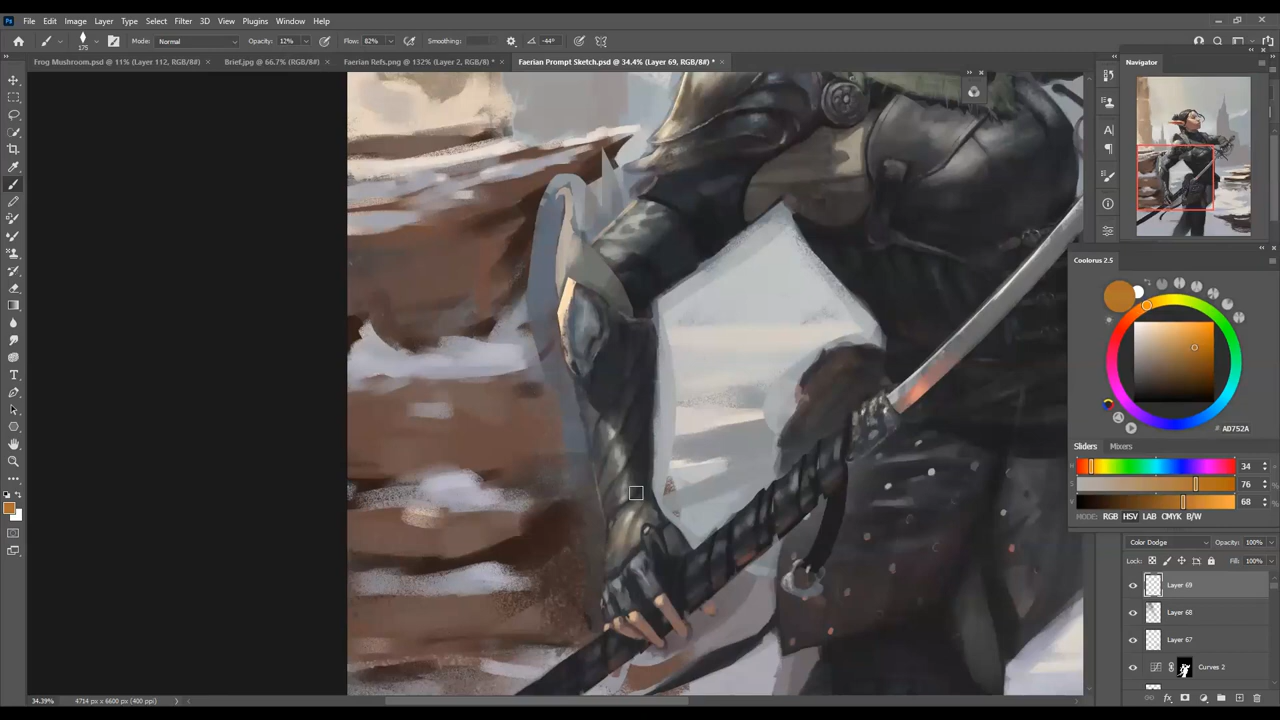 Ps File Edit Image Layer Type Select Filter 3D View Plugins Window Help
175 Mode: Normal Opacity: 12% Flow: 82% Smoothing: -44°
Frog Mushroom.psd @ 11% (Layer 112, RGB/8#) × Brief.jpg @ 66.7% (RGB/8#) × Faerian Refs.png @ 132% (Layer 2, RGB/8#) * × Faerian Prompt Sketch.psd @ 34.4% (Layer 69, RGB/8#) * ×
Navigator
Coolorus 2.5
# AD752A
Sliders Mixers
H 34 °
S 76 %
V 68 %
MODE: RGB HSV LAB CMYK B/W
Color Dodge Opacity: 100%
Lock: Fill: 100%
Layer 69
Layer 68
Layer 67
Curves 2
34.39% 4714 px x 6600 px (400 ppi)